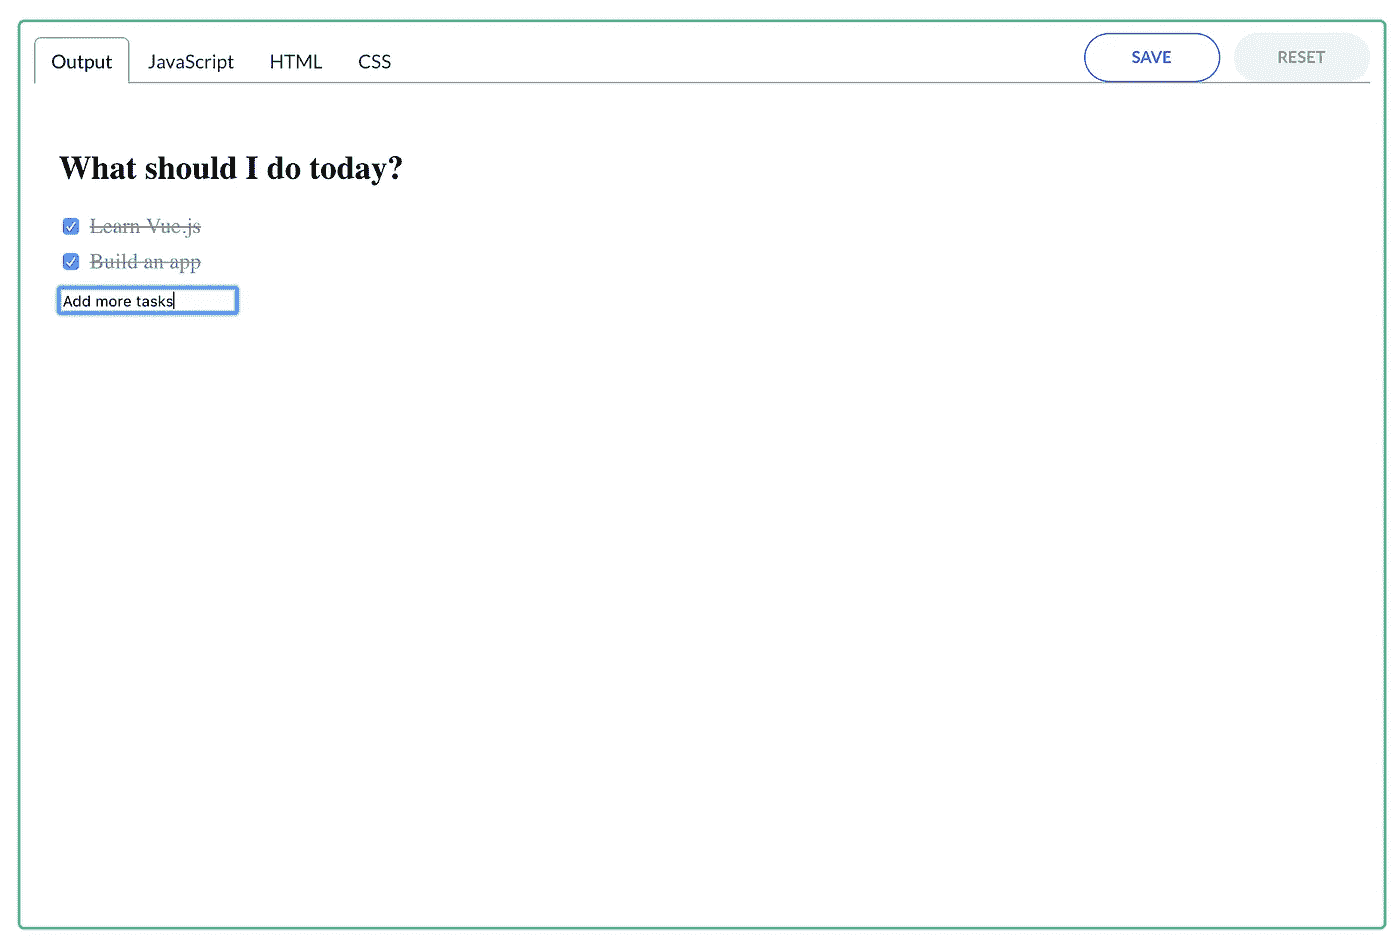 Output JavaScript HTML CSS SAVE RESET
What should I do today?
Learn Vue.js
Build an app
Add more tasks